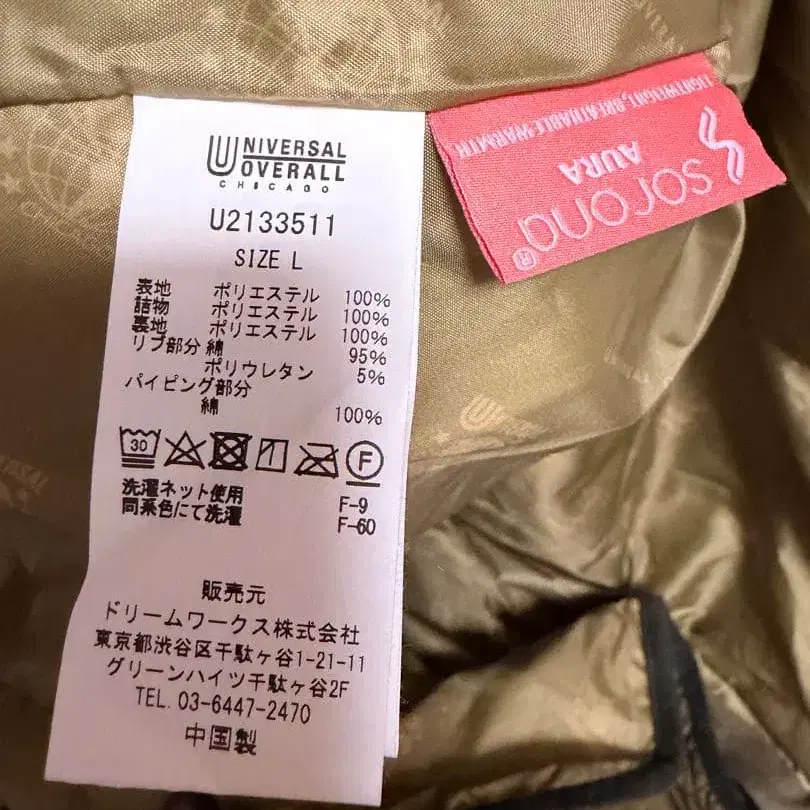 UNIVERSAL
OVERALL
CHICAGO
U2133511
SIZE L
表地 ポリエステル 100%
詰物 ポリエステル 100%
裏地 ポリエステル 100%
リブ部分 綿 95%
ポリウレタン 5%
パイピング部分
綿 100%
30 F
洗濯ネット使用 F-9
同系色にて洗濯 F-60
販売元
ドリームワークス株式会社
東京都渋谷区千駄ヶ谷1-21-11
グリーンハイツ千駄ヶ谷2F
TEL. 03-6447-2470
中国製
sorona®
AURA
LIGHTWEIGHT, BREATHABLE WARMTH